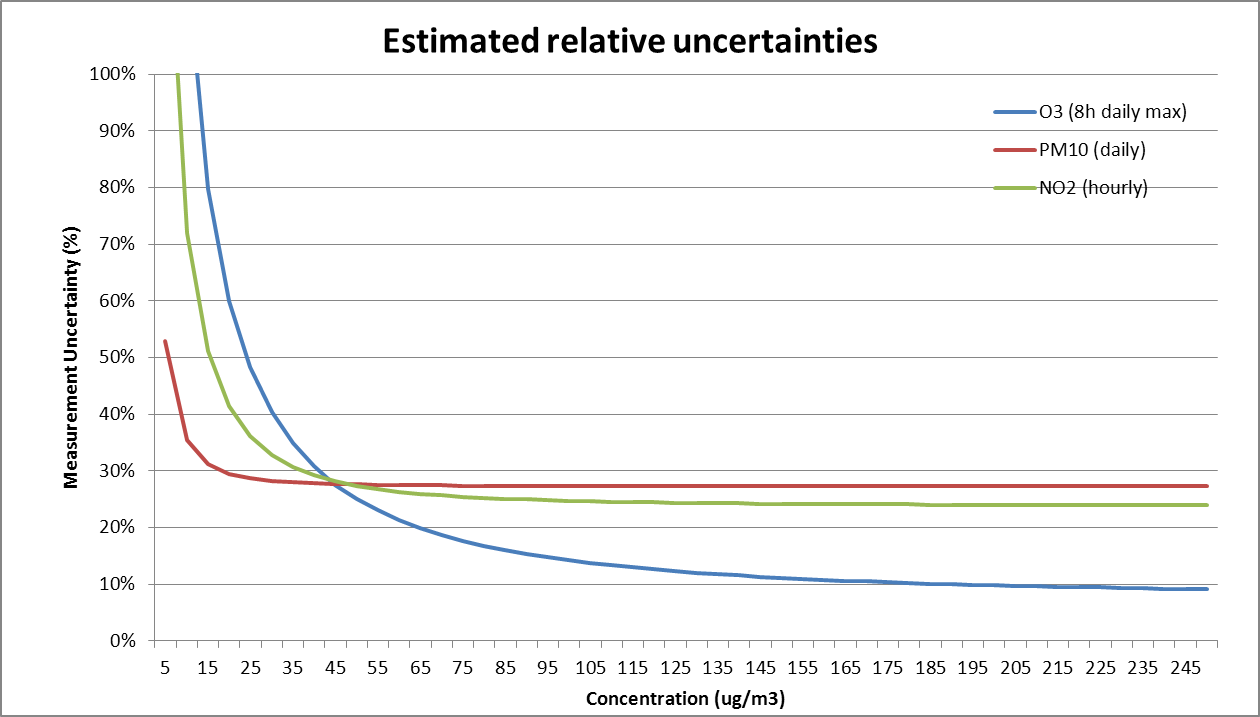 Estimated relative uncertainties
100%
90%
80%
70%
60%
50%
40%
30%
20%
10%
0%
Measurement Uncertainty (%)
O3 (8h daily max)
PM10 (daily)
NO2 (hourly)
5 15 25 35 45 55 65 75 85 95 105 115 125 135 145 155 165 175 185 195 205 215 225 235 245
Concentration (ug/m3)